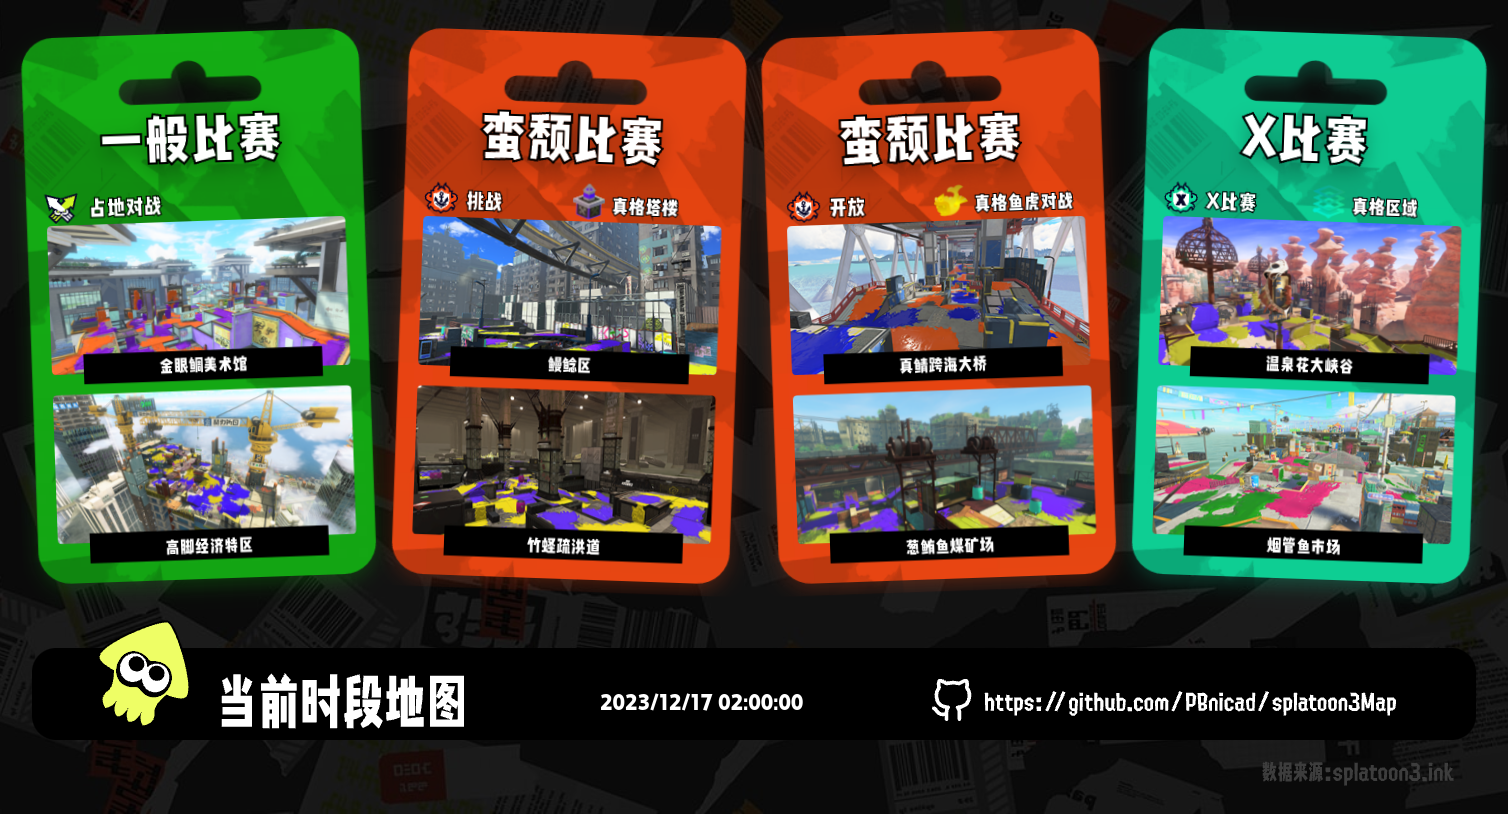 一般比赛
占地对战
金眼鲷美术馆
高脚经济特区
蛮颓比赛
挑战
真格塔楼
鳗鲶区
竹蛏疏洪道
蛮颓比赛
开放
真格鱼虎对战
真鲭跨海大桥
葱鲔鱼煤矿场
X比赛
X比赛
真格区域
温泉花大峡谷
烟管鱼市场
当前时段地图
2023/12/17 02:00:00
https://github.com/PBnicad/splatoon3Map
数据来源:splatoon3.ink